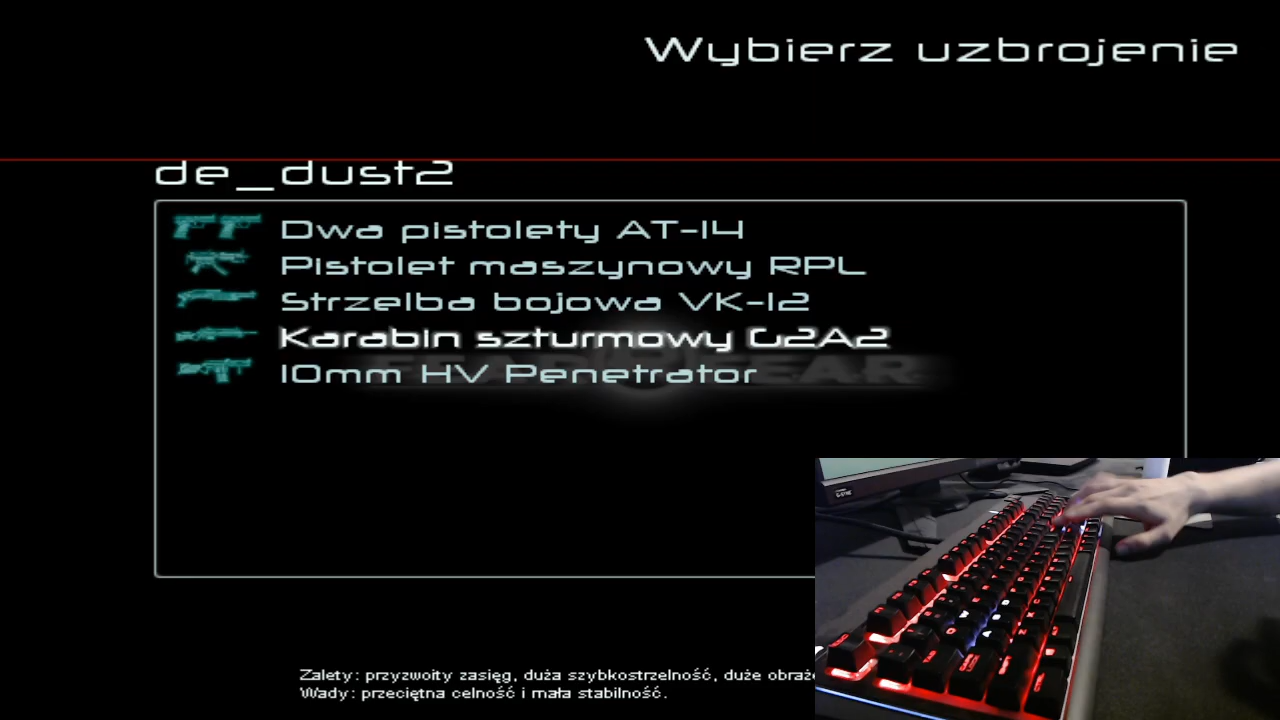 Wybierz uzbrojenie
de_dust2
Dwa pistolety AT-14
Pistolet maszynowy RPL
Strzelba bojowa VK-12
Karabin szturmowy G2A2
10mm HV Penetrator
Zalety: przyzwoity zasięg, duża szybkostrzelność, duże
Wady: przeciętna celność i mała stabilność.